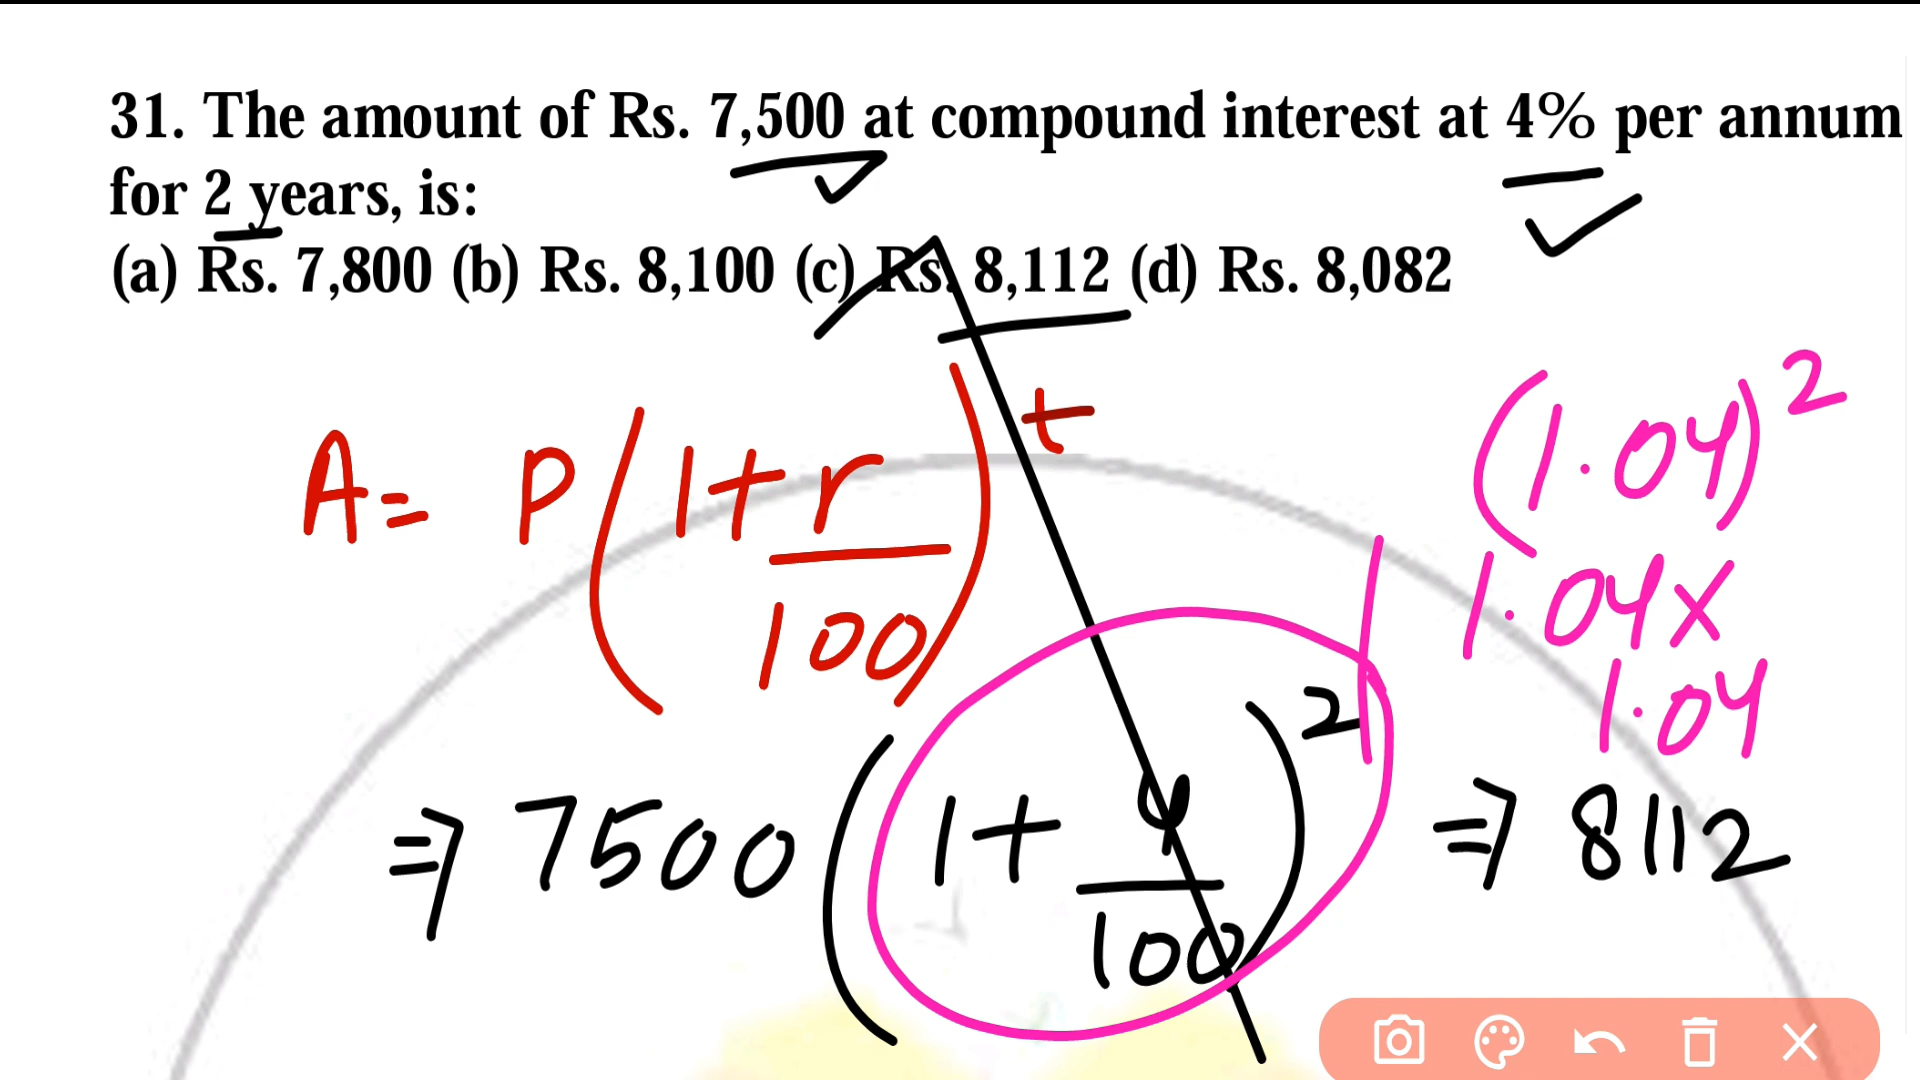 31. The amount of Rs. 7,500 at compound interest at 4% per annum
for 2 years, is:
(a) Rs. 7,800 (b) Rs. 8,100 (c) Rs. 8,112 (d) Rs. 8,082
A = P(1+r/100)^t
(1.04)^2
1.04x
1.04
⇒ 7500(1+4/100)^2 ⇒ 8112